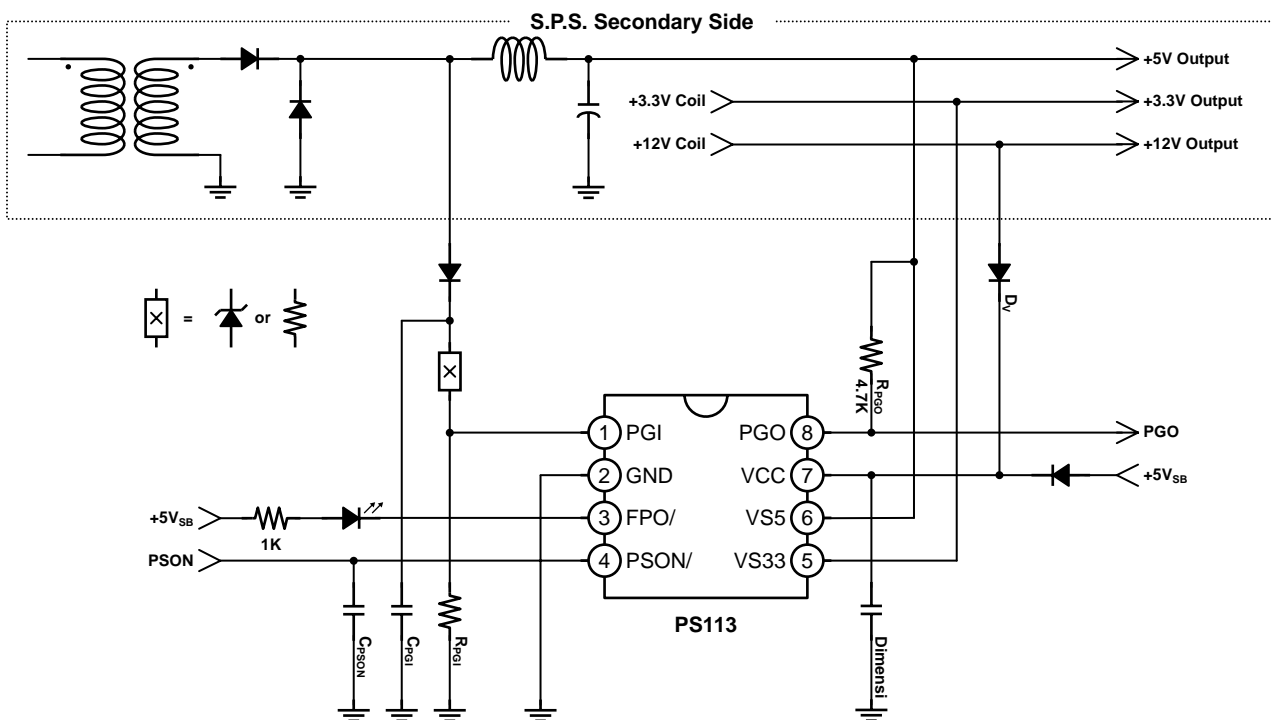 S.P.S. Secondary Side
+5V Output
+3.3V Coil
+3.3V Output
+12V Coil
+12V Output
= or
DV
RPGO
4.7K
1 PGI
PGO 8
PGO
2 GND
VCC 7
+5VSB
+5VSB
1K
3 FPO/
VS5 6
PSON
4 PSON/
VS33 5
PS113
CPSON
CPGI
RPGI
Dimensi